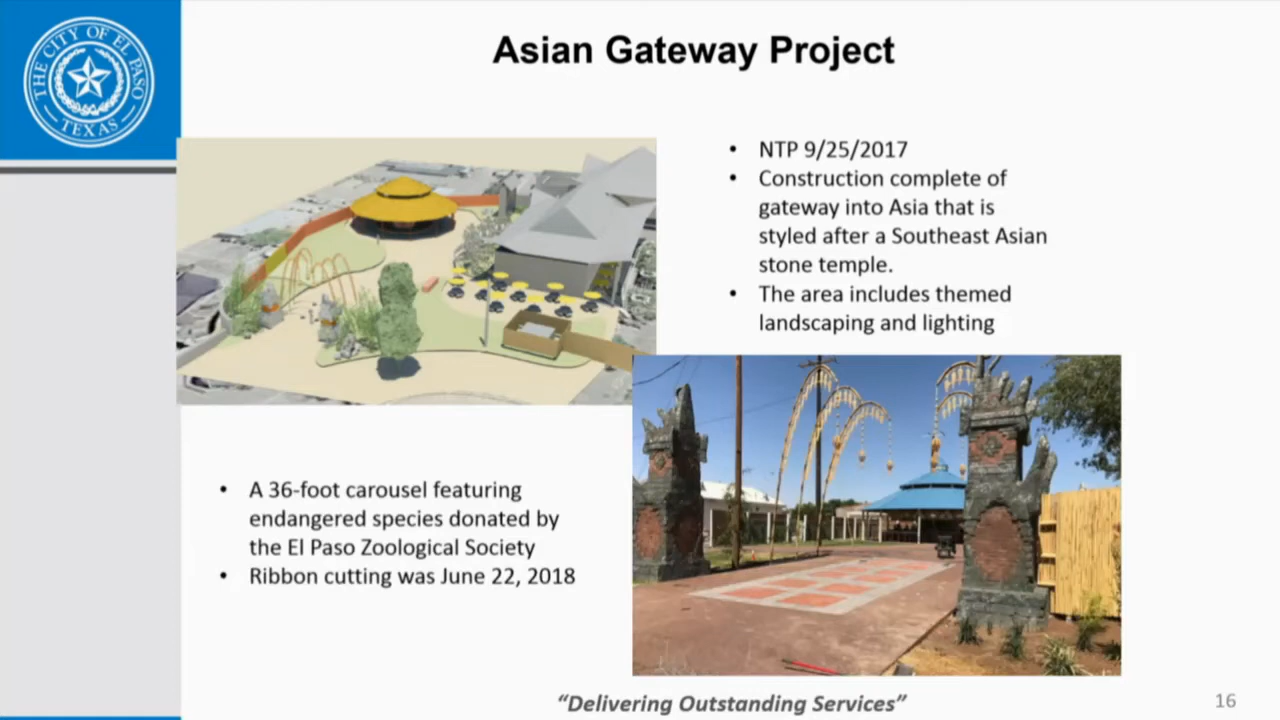 THE CITY OF EL PASO
TEXAS
Asian Gateway Project
• NTP 9/25/2017
• Construction complete of
gateway into Asia that is
styled after a Southeast Asian
stone temple.
• The area includes themed
landscaping and lighting
• A 36-foot carousel featuring
endangered species donated by
the El Paso Zoological Society
• Ribbon cutting was June 22, 2018
“Delivering Outstanding Services”
16